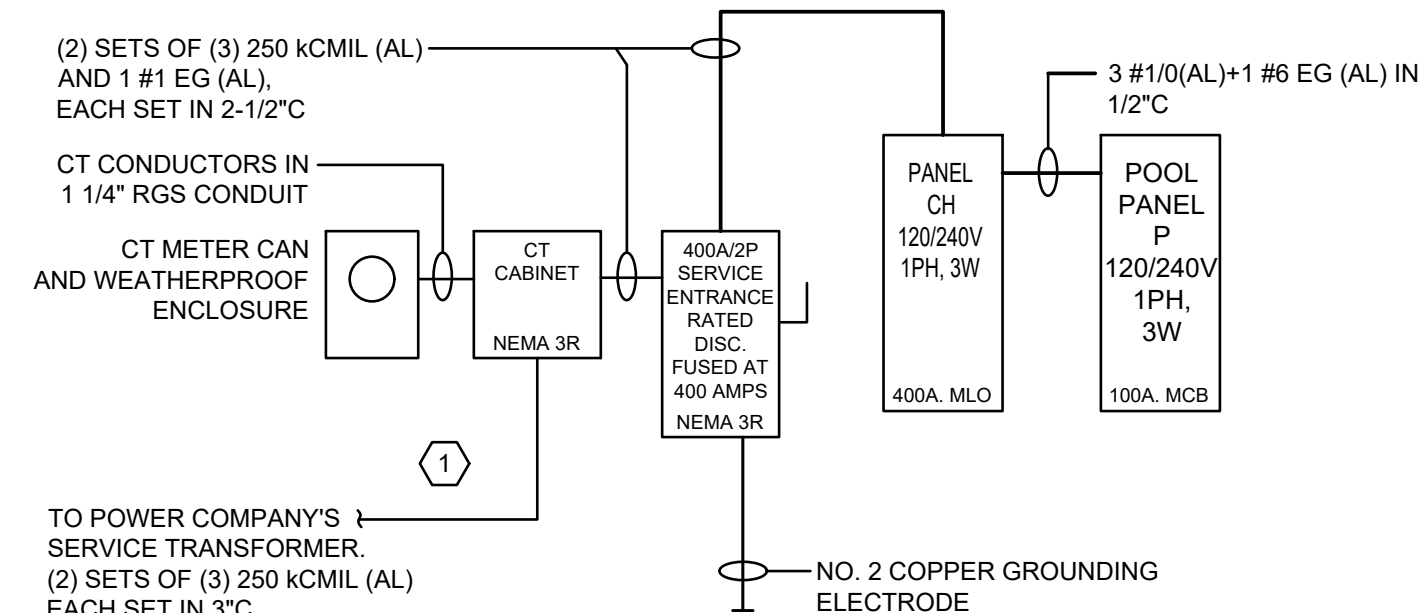 (2) SETS OF (3) 250 kCMIL (AL)
AND 1 #1 EG (AL),
EACH SET IN 2-1/2"C
3 #1/0(AL)+1 #6 EG (AL) IN
1/2"C
CT CONDUCTORS IN
1 1/4" RGS CONDUIT
CT METER CAN
AND WEATHERPROOF
ENCLOSURE
CT
CABINET
NEMA 3R
400A/2P
SERVICE
ENTRANCE
RATED
DISC.
FUSED AT
400 AMPS
NEMA 3R
PANEL
CH
120/240V
1PH, 3W
400A. MLO
POOL
PANEL
P
120/240V
1PH,
3W
100A. MCB
1
TO POWER COMPANY'S
SERVICE TRANSFORMER.
(2) SETS OF (3) 250 kCMIL (AL)
EACH SET IN 3"C
NO. 2 COPPER GROUNDING
ELECTRODE